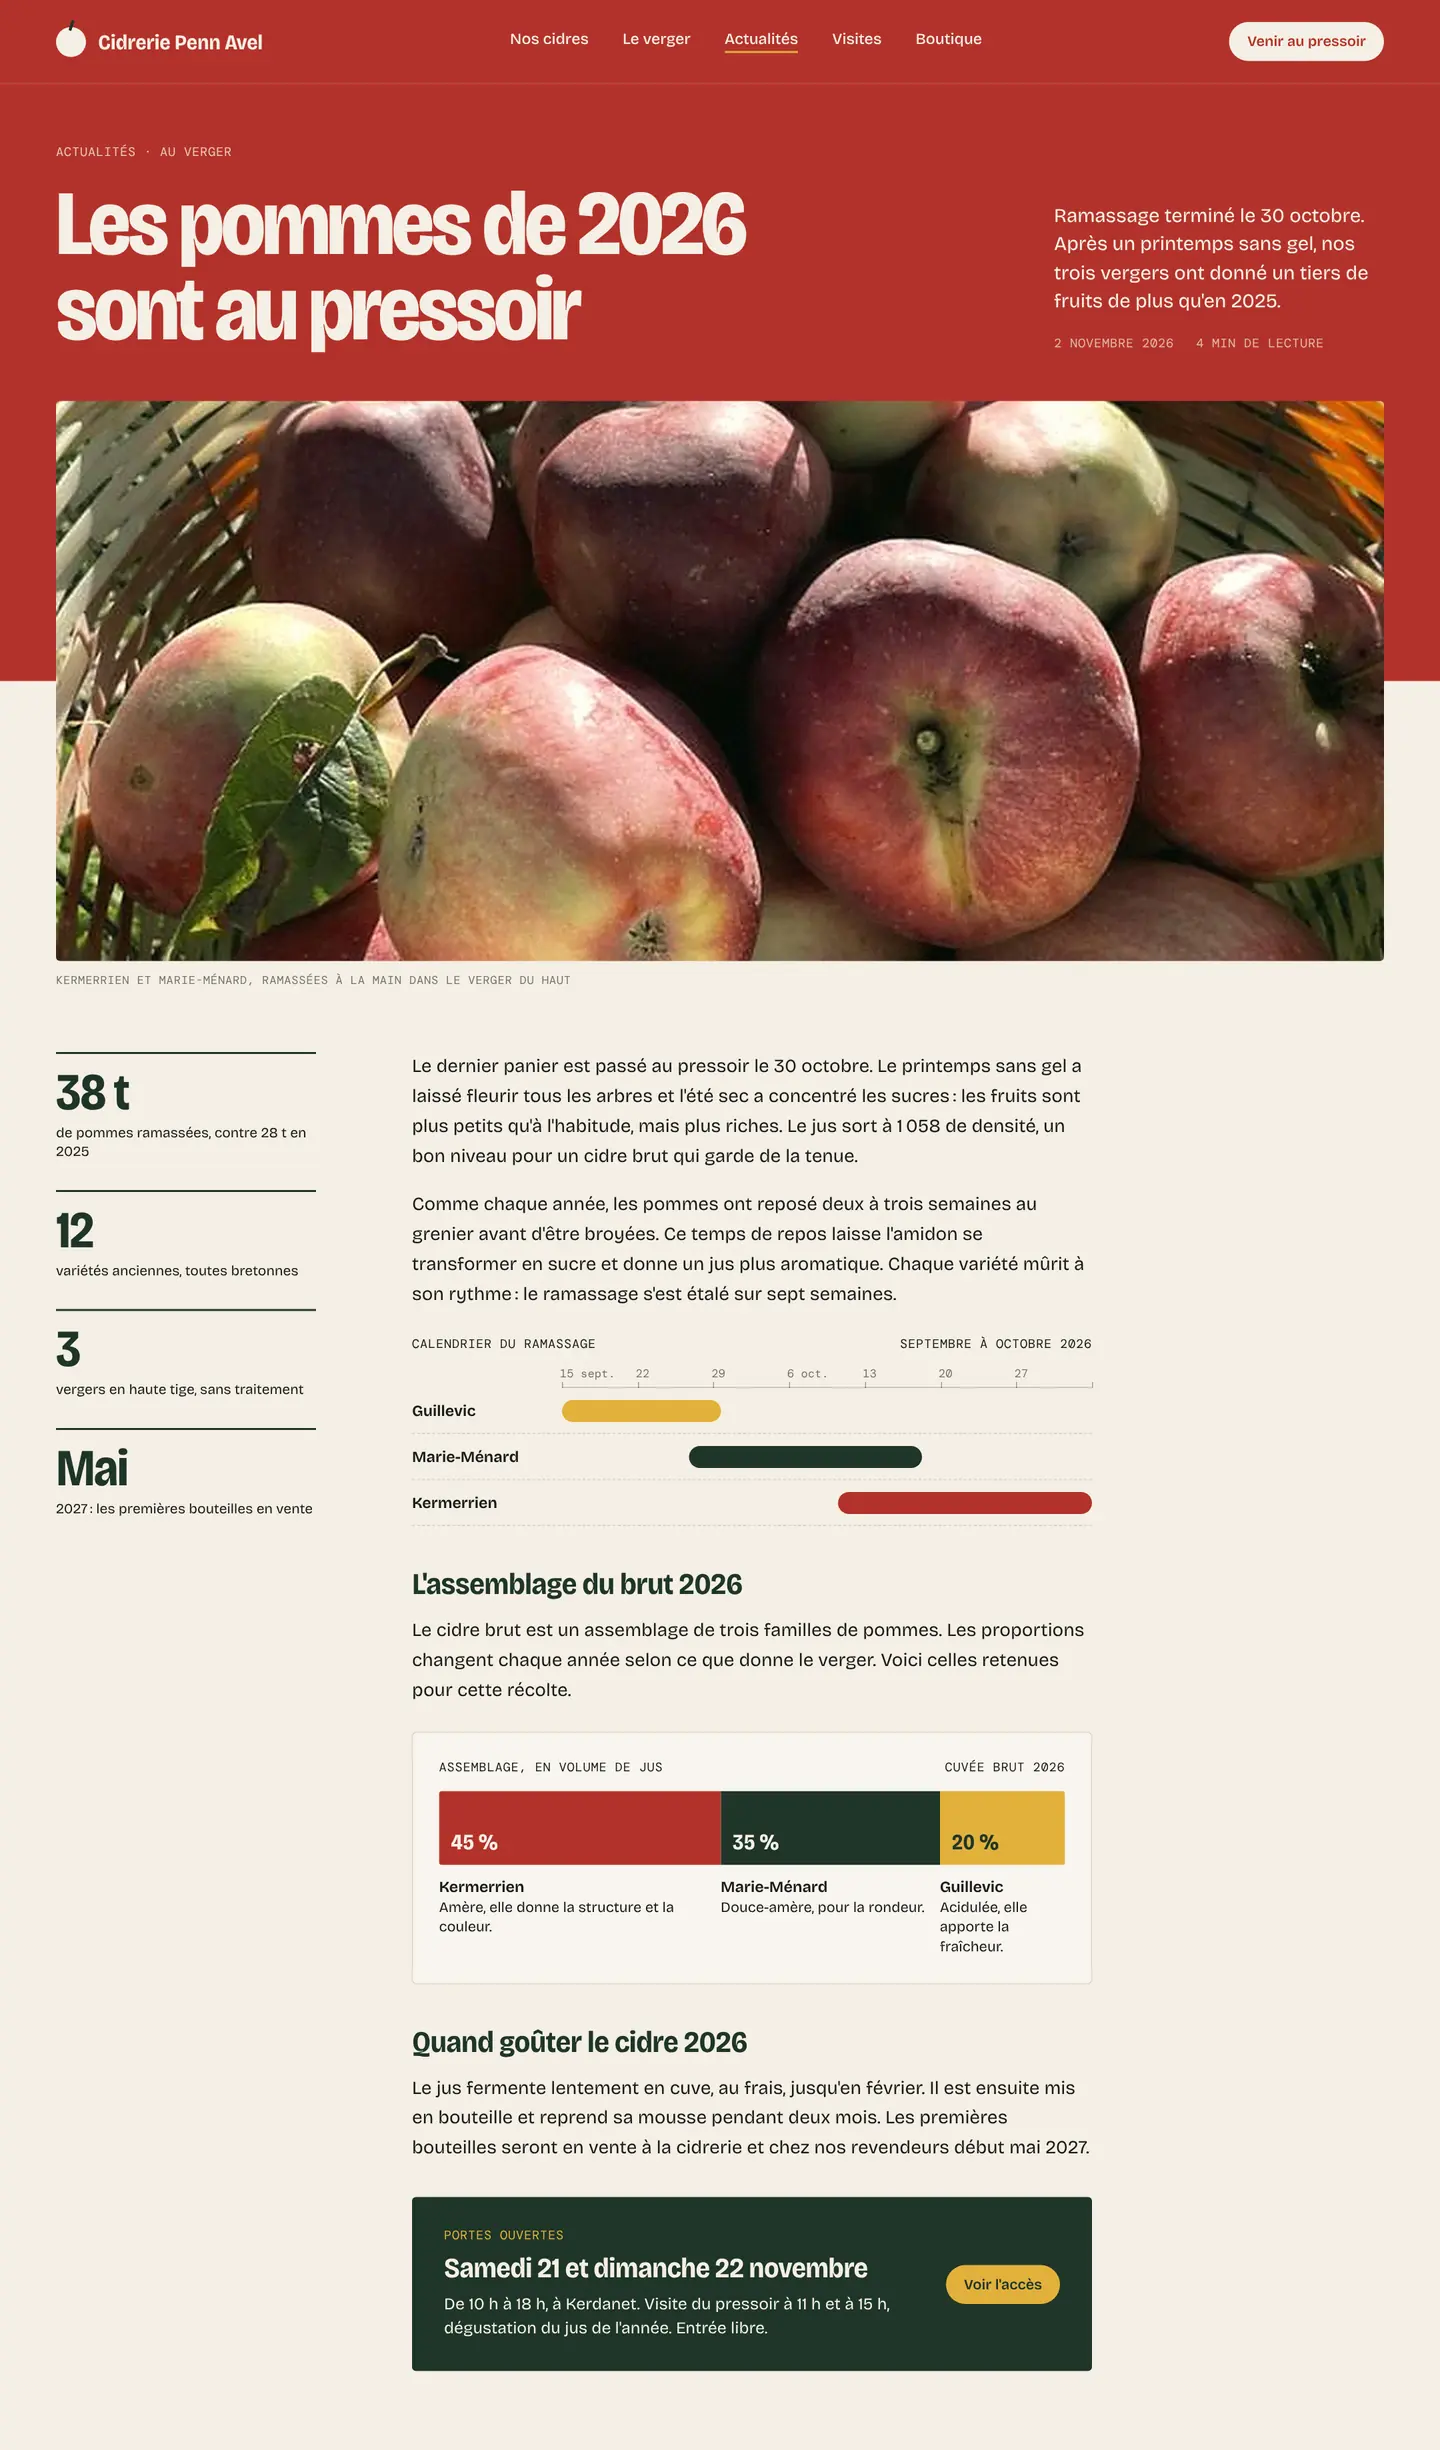 Cidrerie Penn Avel
Nos cidres
Le verger
Actualités
Visites
Boutique
Venir au pressoir
ACTUALITÉS · AU VERGER
Les pommes de 2026
sont au pressoir
Ramassage terminé le 30 octobre.
Après un printemps sans gel, nos
trois vergers ont donné un tiers de
fruits de plus qu'en 2025.
2 NOVEMBRE 2026 4 MIN DE LECTURE
KERMERRIEN ET MARIE-MÉNARD, RAMASSÉES À LA MAIN DANS LE VERGER DU HAUT
38 t
de pommes ramassées, contre 28 t en
2025
12
variétés anciennes, toutes bretonnes
3
vergers en haute tige, sans traitement
Mai
2027 : les premières bouteilles en vente
Le dernier panier est passé au pressoir le 30 octobre. Le printemps sans gel a
laissé fleurir tous les arbres et l'été sec a concentré les sucres : les fruits sont
plus petits qu'à l'habitude, mais plus riches. Le jus sort à 1 058 de densité, un
bon niveau pour un cidre brut qui garde de la tenue.
Comme chaque année, les pommes ont reposé deux à trois semaines au
grenier avant d'être broyées. Ce temps de repos laisse l'amidon se
transformer en sucre et donne un jus plus aromatique. Chaque variété mûrit à
son rythme : le ramassage s'est étalé sur sept semaines.
CALENDRIER DU RAMASSAGE
SEPTEMBRE À OCTOBRE 2026
15 sept. 22 29 6 oct. 13 20 27
Guillevic
Marie-Ménard
Kermerrien
L'assemblage du brut 2026
Le cidre brut est un assemblage de trois familles de pommes. Les proportions
changent chaque année selon ce que donne le verger. Voici celles retenues
pour cette récolte.
ASSEMBLAGE, EN VOLUME DE JUS
CUVÉE BRUT 2026
45 %
35 %
20 %
Kermerrien
Amère, elle donne la structure et la
couleur.
Marie-Ménard
Douce-amère, pour la rondeur.
Guillevic
Acidulée, elle
apporte la
fraîcheur.
Quand goûter le cidre 2026
Le jus fermente lentement en cuve, au frais, jusqu'en février. Il est ensuite mis
en bouteille et reprend sa mousse pendant deux mois. Les premières
bouteilles seront en vente à la cidrerie et chez nos revendeurs début mai 2027.
PORTES OUVERTES
Samedi 21 et dimanche 22 novembre
De 10 h à 18 h, à Kerdanet. Visite du pressoir à 11 h et à 15 h,
dégustation du jus de l'année. Entrée libre.
Voir l'accès